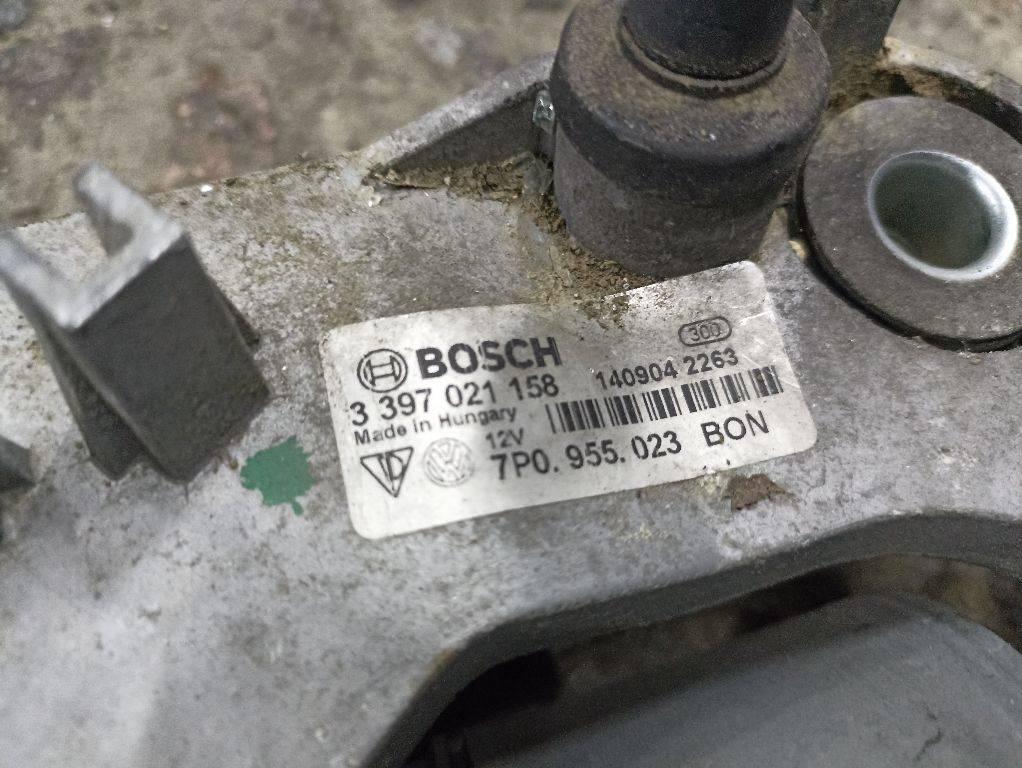 300
BOSCH
3 397 021 158 140904 2263
Made in Hungary
12V
7P0.955.023 BON